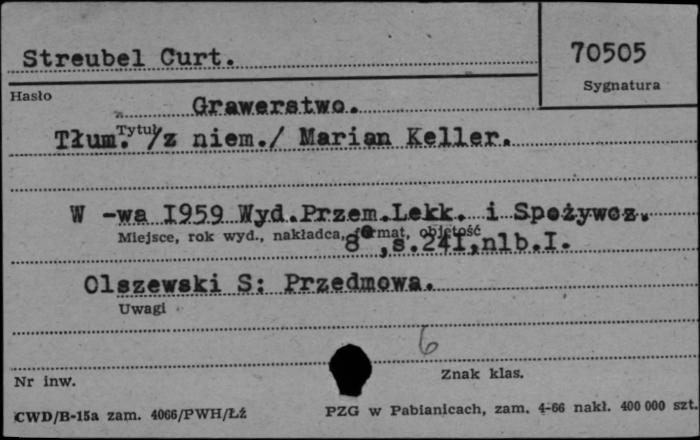 Streubel Curt.
70505
Sygnatura
Hasło
Grawerstwo.
Tytuł
Tłum. /z niem./ Marian Keller.
W -wa I959 Wyd.Przem.Lekk. i Spożywcz.
Miejsce, rok wyd., nakładca, format, objętość
8°,s.241,nlb.I.
Olszewski S: Przedmowa.
Uwagi
6
Nr inw.
Znak klas.
CWD/B-15a zam. 4066/PWH/Łź
PZG w Pabianicach, zam. 4-66 nakł. 400 000 szt.